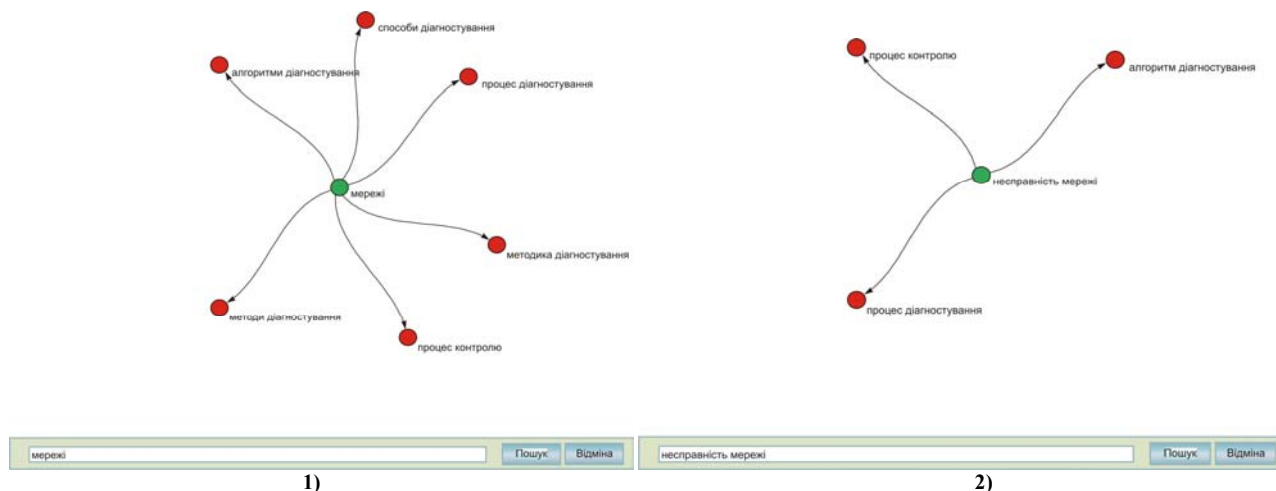 способи діагностування
алгоритми діагностування
процес діагностування
мережі
методика діагностування
методи діагностування
процес контролю
мережі
Пошук
Відміна
1)
процес контролю
алгоритм діагностування
несправність мережі
процес діагностування
несправність мережі
Пошук
Відміна
2)